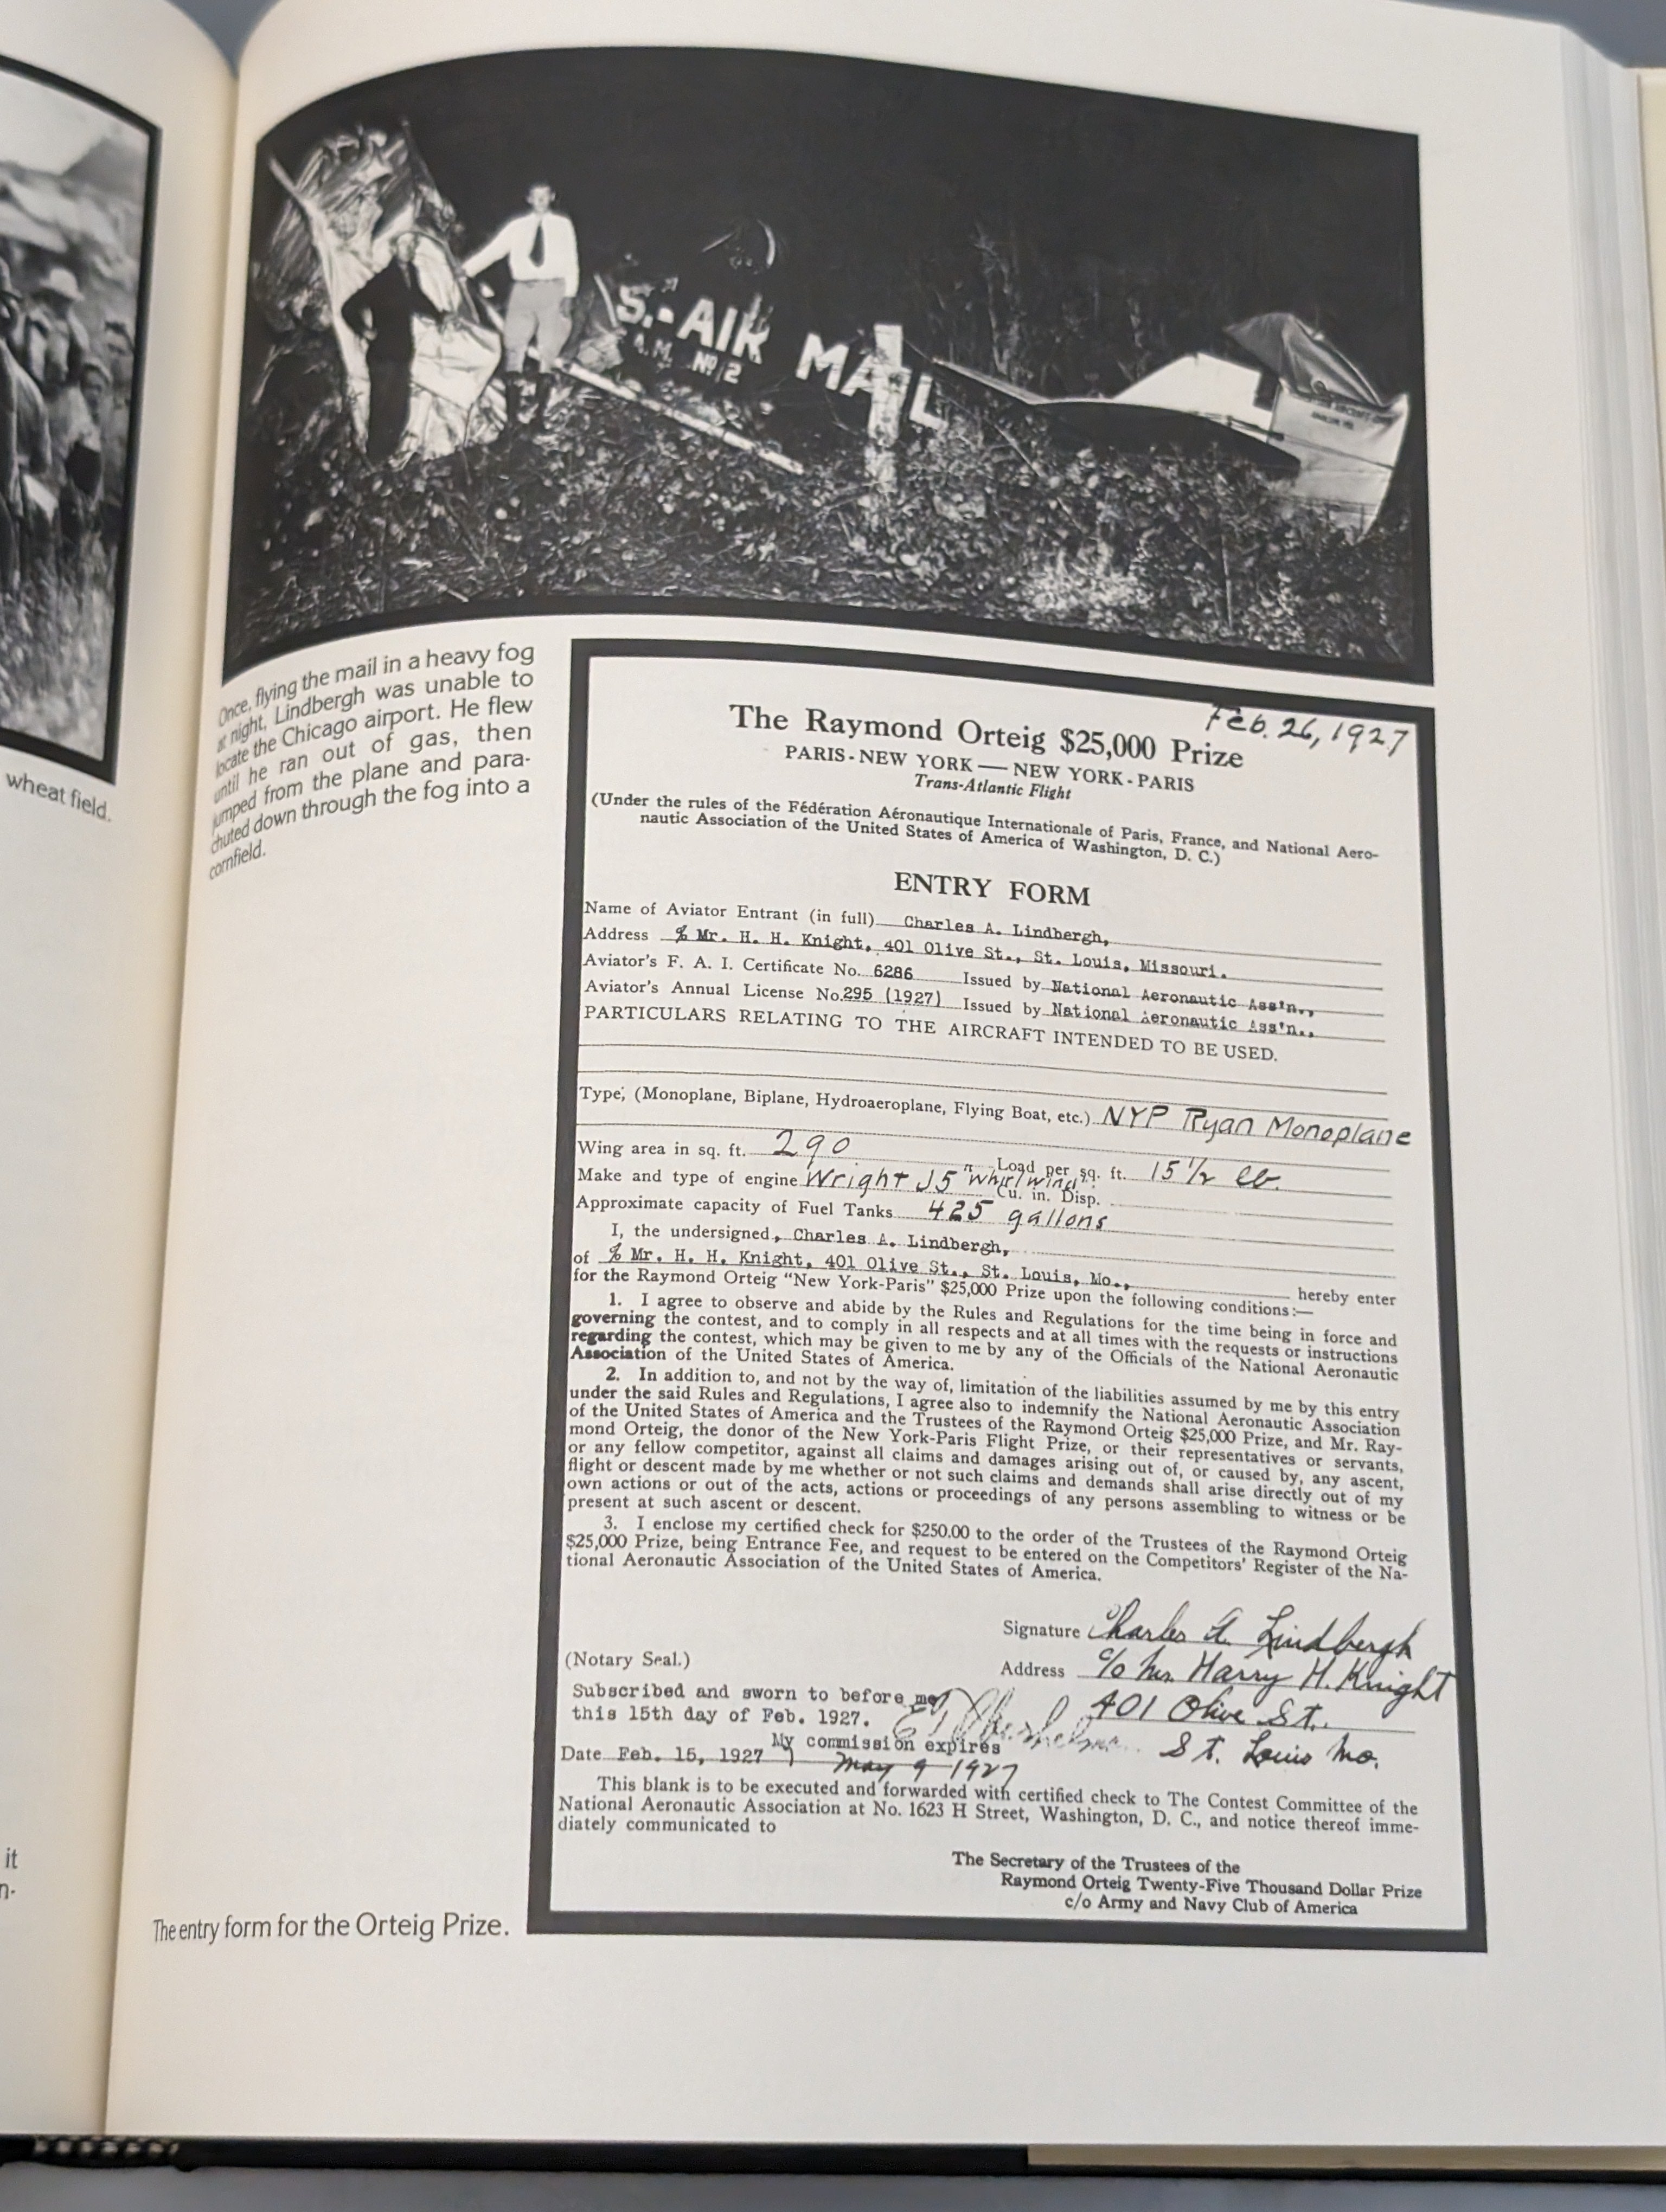 wheat field.
it
n-
S.-AIR MAIL
A.M. Nº 2
Once, flying the mail in a heavy fog
at night, Lindbergh was unable to
locate the Chicago airport. He flew
until he ran out of gas, then
jumped from the plane and para-
chuted down through the fog into a
cornfield.
Feb. 26, 1927
The Raymond Orteig $25,000 Prize
PARIS-NEW YORK — NEW YORK-PARIS
Trans-Atlantic Flight
(Under the rules of the Fédération Aéronautique Internationale of Paris, France, and National Aero-
nautic Association of the United States of America of Washington, D. C.)
ENTRY FORM
Name of Aviator Entrant (in full) Charles A. Lindbergh,
Address % Mr. H. H. Knight, 401 Olive St., St. Louis, Missouri.
Aviator's F. A. I. Certificate No. 6286 Issued by National Aeronautic Ass'n.,
Aviator's Annual License No. 295 (1927) Issued by National Aeronautic Ass'n.,
PARTICULARS RELATING TO THE AIRCRAFT INTENDED TO BE USED.
Type; (Monoplane, Biplane, Hydroaeroplane, Flying Boat, etc.) NYP Ryan Monoplane
Wing area in sq. ft. 290 Load per sq. ft. 15 1/2 lb.
Make and type of engine Wright J5 "Whirlwind" Cu. in. Disp.
Approximate capacity of Fuel Tanks 425 gallons
I, the undersigned, Charles A. Lindbergh,
of % Mr. H. H. Knight, 401 Olive St., St. Louis, Mo., hereby enter
for the Raymond Orteig "New York-Paris" $25,000 Prize upon the following conditions:—
1. I agree to observe and abide by the Rules and Regulations for the time being in force and
governing the contest, and to comply in all respects and at all times with the requests or instructions
regarding the contest, which may be given to me by any of the Officials of the National Aeronautic
Association of the United States of America.
2. In addition to, and not by the way of, limitation of the liabilities assumed by me by this entry
under the said Rules and Regulations, I agree also to indemnify the National Aeronautic Association
of the United States of America and the Trustees of the Raymond Orteig $25,000 Prize, and Mr. Ray-
mond Orteig, the donor of the New York-Paris Flight Prize, or their representatives or servants,
or any fellow competitor, against all claims and damages arising out of, or caused by, any ascent,
flight or descent made by me whether or not such claims and demands shall arise directly out of my
own actions or out of the acts, actions or proceedings of any persons assembling to witness or be
present at such ascent or descent.
3. I enclose my certified check for $250.00 to the order of the Trustees of the Raymond Orteig
$25,000 Prize, being Entrance Fee, and request to be entered on the Competitors' Register of the Na-
tional Aeronautic Association of the United States of America.
Signature Charles A. Lindbergh
(Notary Seal.)
Address c/o Mr. Harry H. Knight
401 Olive St.
St. Louis Mo.
Subscribed and sworn to before me
this 15th day of Feb. 1927.
My commission expires
Date Feb. 15, 1927 May 9 1927
This blank is to be executed and forwarded with certified check to The Contest Committee of the
National Aeronautic Association at No. 1623 H Street, Washington, D. C., and notice thereof imme-
diately communicated to
The Secretary of the Trustees of the
Raymond Orteig Twenty-Five Thousand Dollar Prize
c/o Army and Navy Club of America
The entry form for the Orteig Prize.